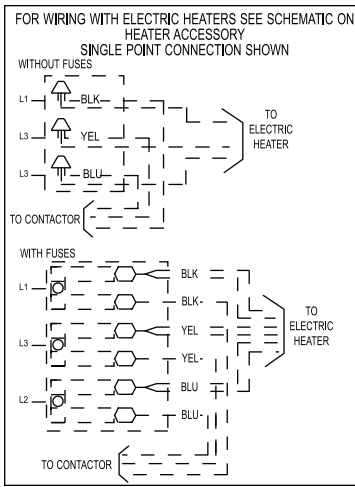 FOR WIRING WITH ELECTRIC HEATERS SEE SCHEMATIC ON
HEATER ACCESSORY
SINGLE POINT CONNECTION SHOWN
WITHOUT FUSES
L1
BLK
L3
YEL
L3
BLU
TO
ELECTRIC
HEATER
TO CONTACTOR
WITH FUSES
L1
BLK
BLK
L3
YEL
YEL
L2
BLU
BLU
TO
ELECTRIC
HEATER
TO CONTACTOR